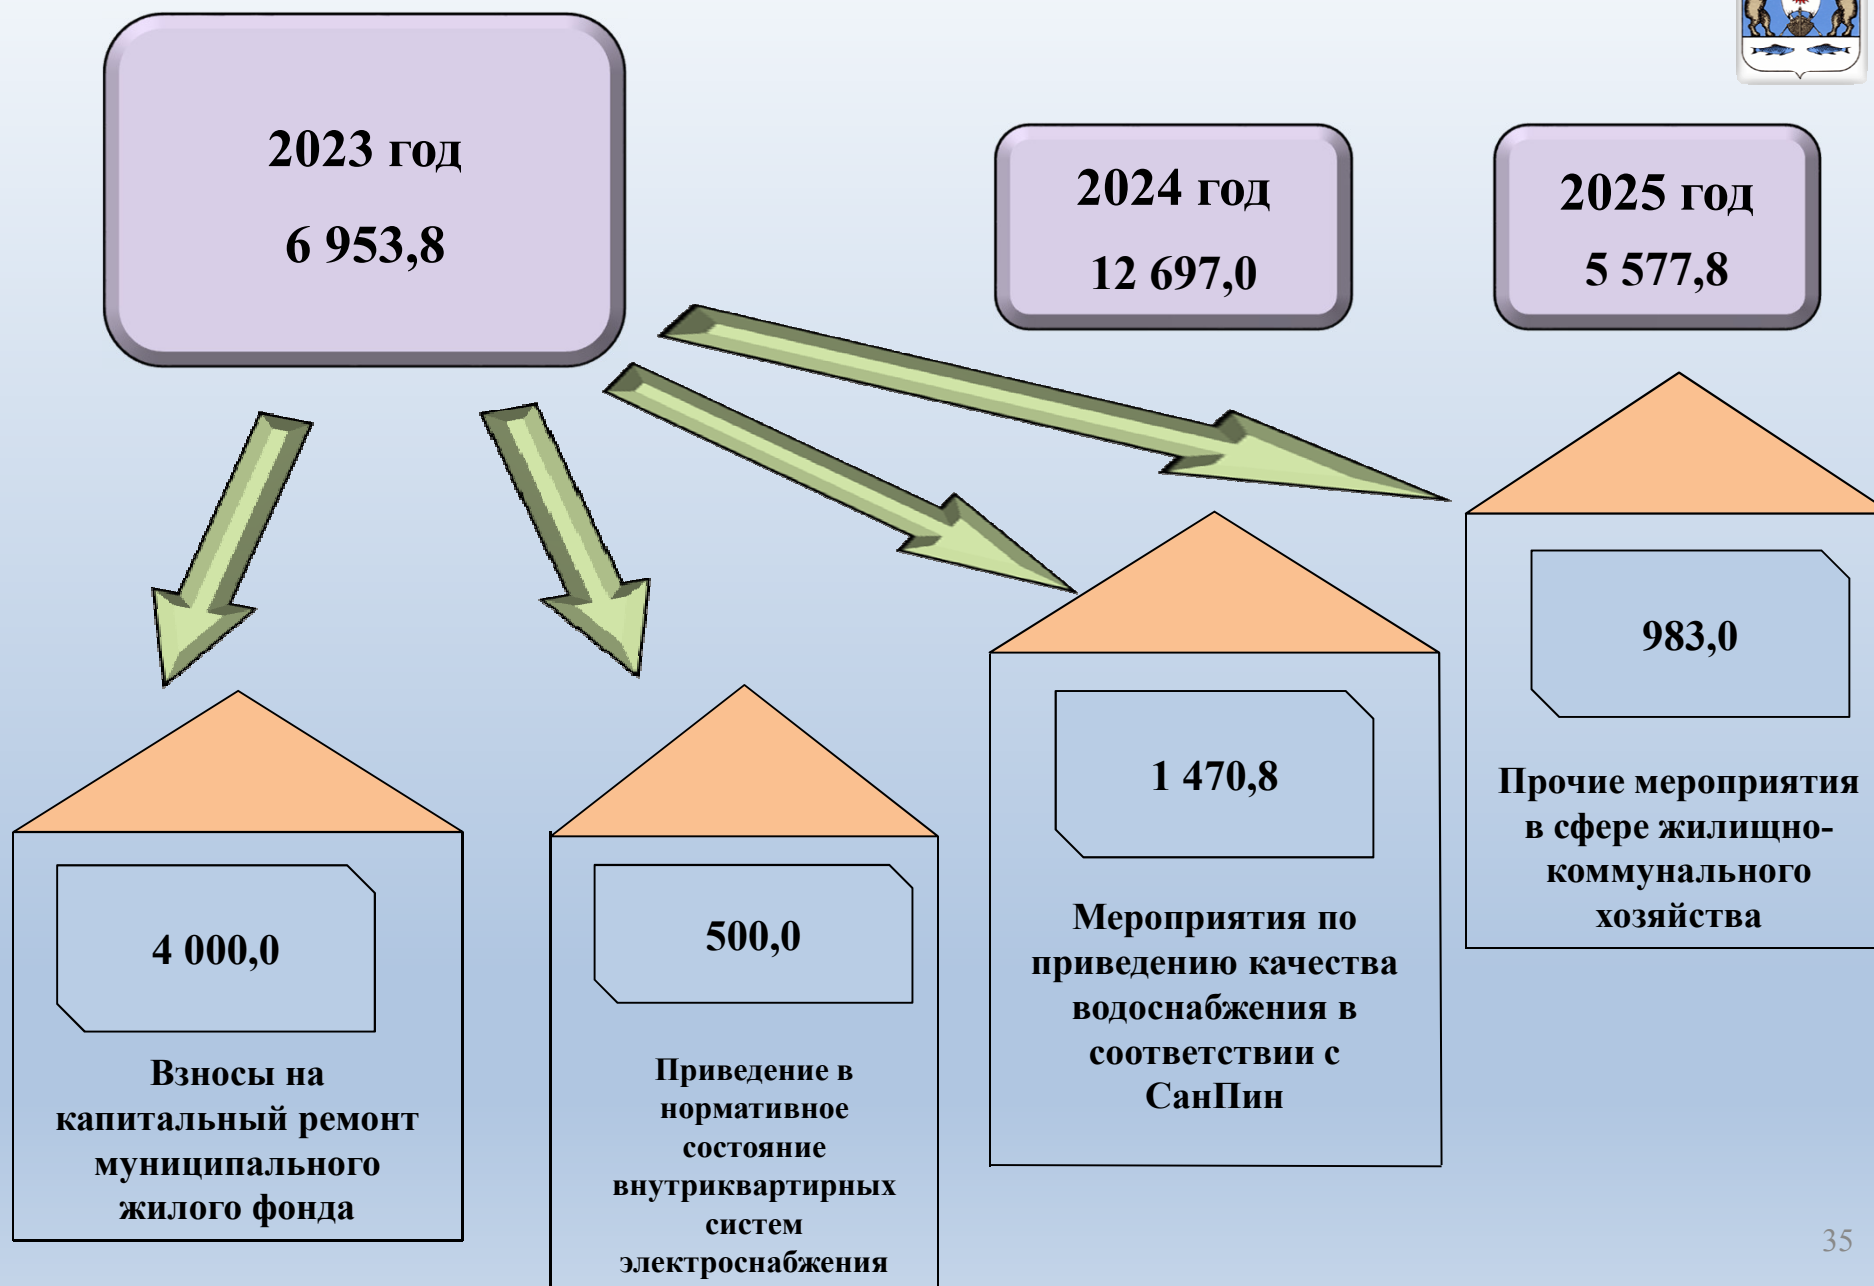 2023 год
6 953,8
2024 год
12 697,0
2025 год
5 577,8
4 000,0
Взносы на
капитальный ремонт
муниципального
жилого фонда
500,0
Приведение в
нормативное
состояние
внутриквартирных
систем
электроснабжения
1 470,8
Мероприятия по
приведению качества
водоснабжения в
соответствии с
СанПин
983,0
Прочие мероприятия
в сфере жилищно-
коммунального
хозяйства
35